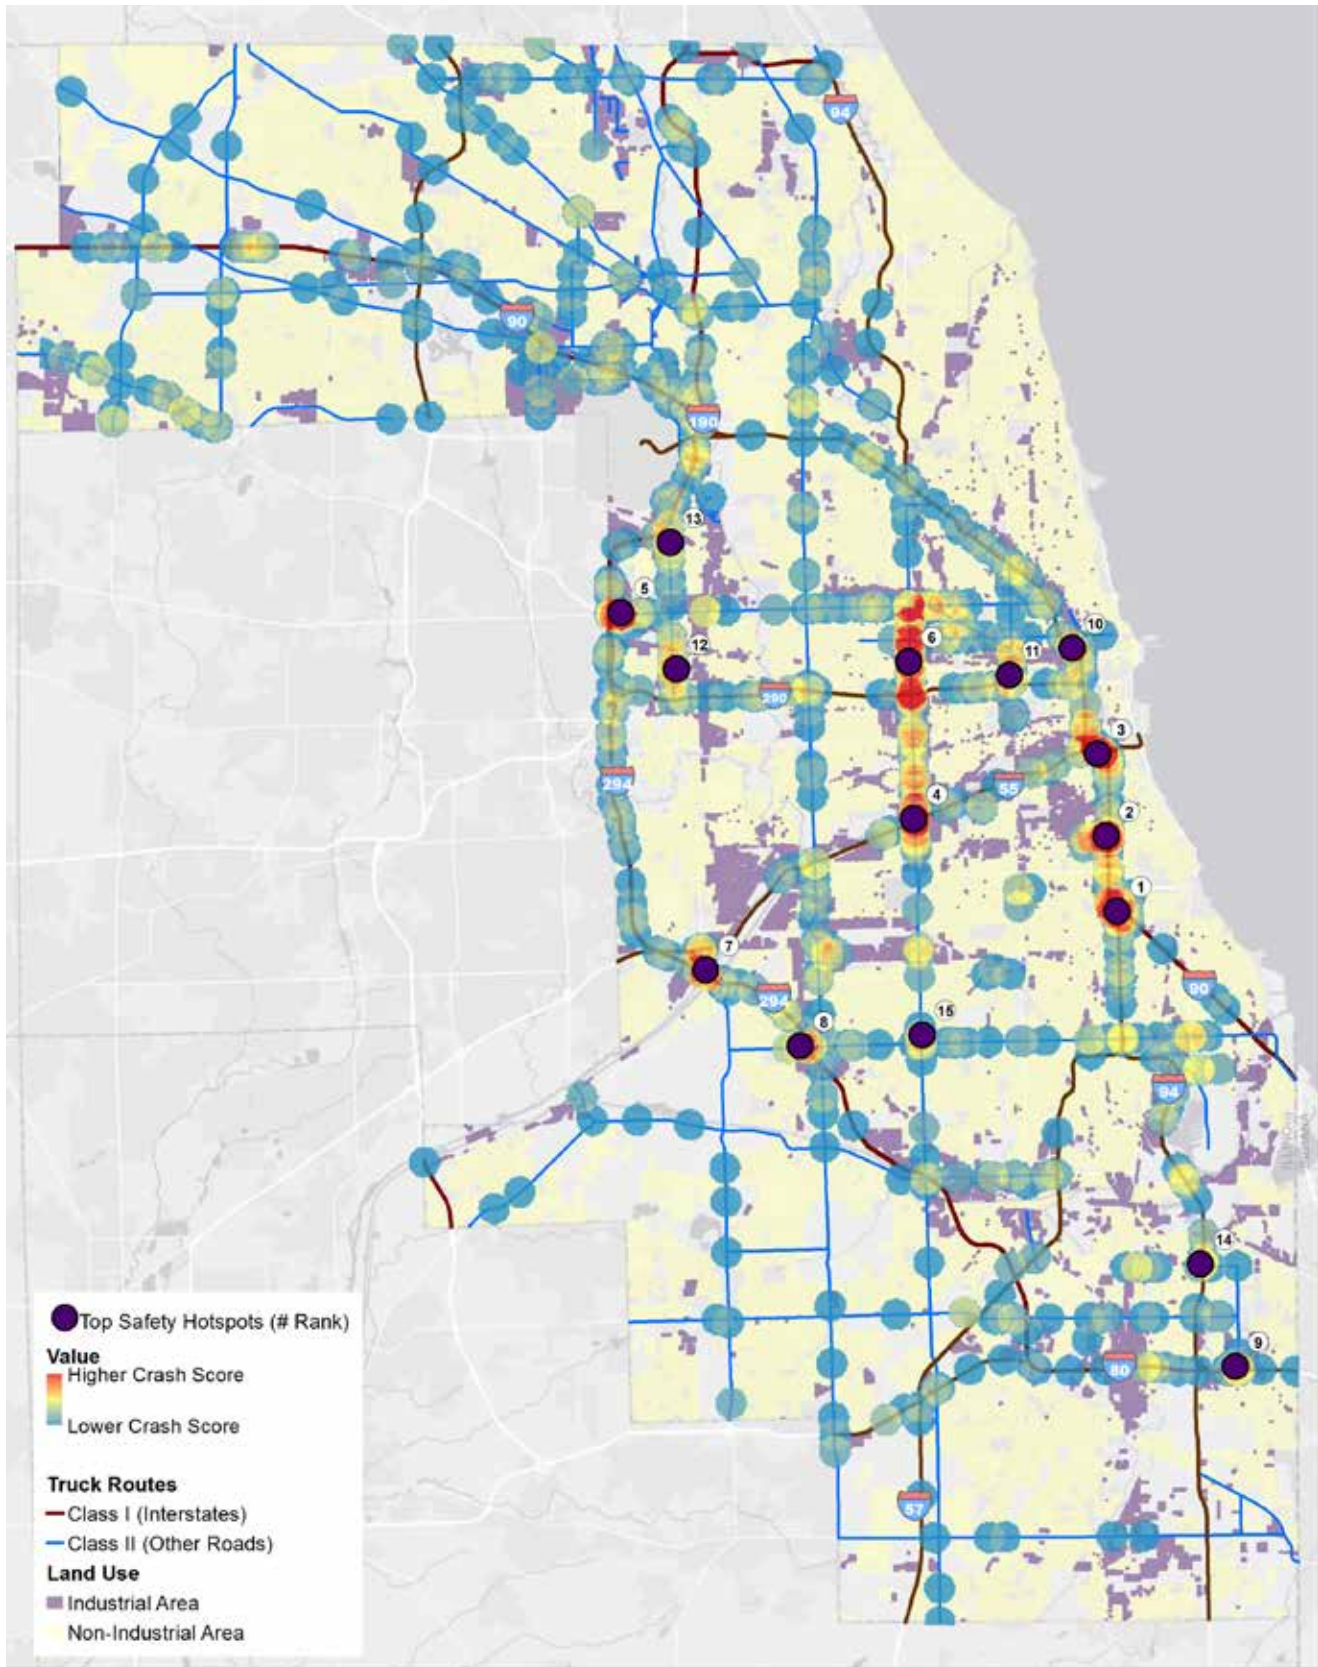 94
90
190
13
5
10
6
12
11
290
3
294
55
4
2
1
7
90
294
15
8
94
14
9
80
57
Top Safety Hotspots (# Rank)
Value
Higher Crash Score
Lower Crash Score
Truck Routes
Class I (Interstates)
Class II (Other Roads)
Land Use
Industrial Area
Non-Industrial Area